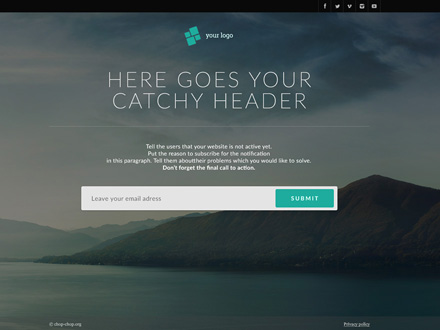 your logo
HERE GOES YOUR
CATCHY HEADER
Tell the users that your website is not active yet.
Put the reason to subscribe for the notification
in this paragraph. Tell them abouttheir problems which you would like to solve.
Don't forget the final call to action.
Leave your email adress
SUBMIT
© shop-chop.org
Privacy policy